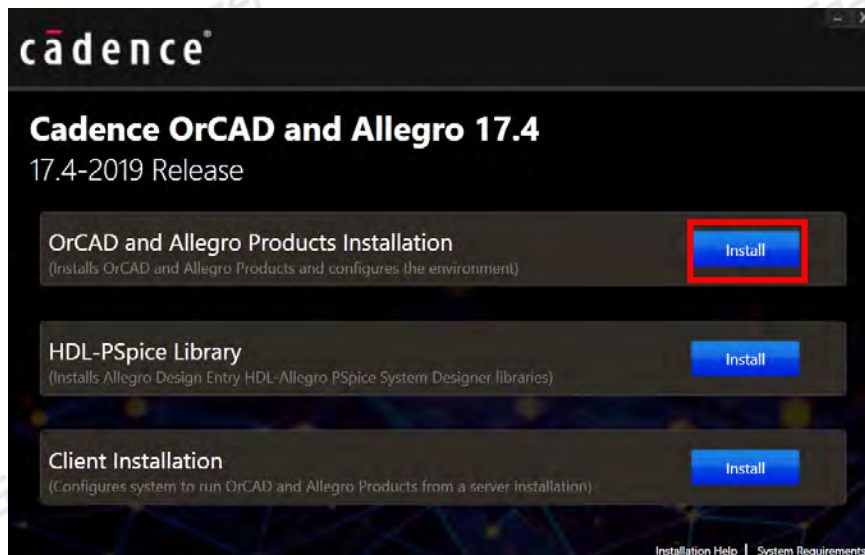 cādence®
Cadence OrCAD and Allegro 17.4
17.4-2019 Release
OrCAD and Allegro Products Installation
Install
(Installs OrCAD and Allegro Products and configures the environment)
HDL-PSpice Library
Install
(Installs Allegro Design Entry HDL-Allegro PSpice System Designer libraries)
Client Installation
Install
(Configures system to run OrCAD and Allegro Products from a server installation)
Installation Help | System Requirements